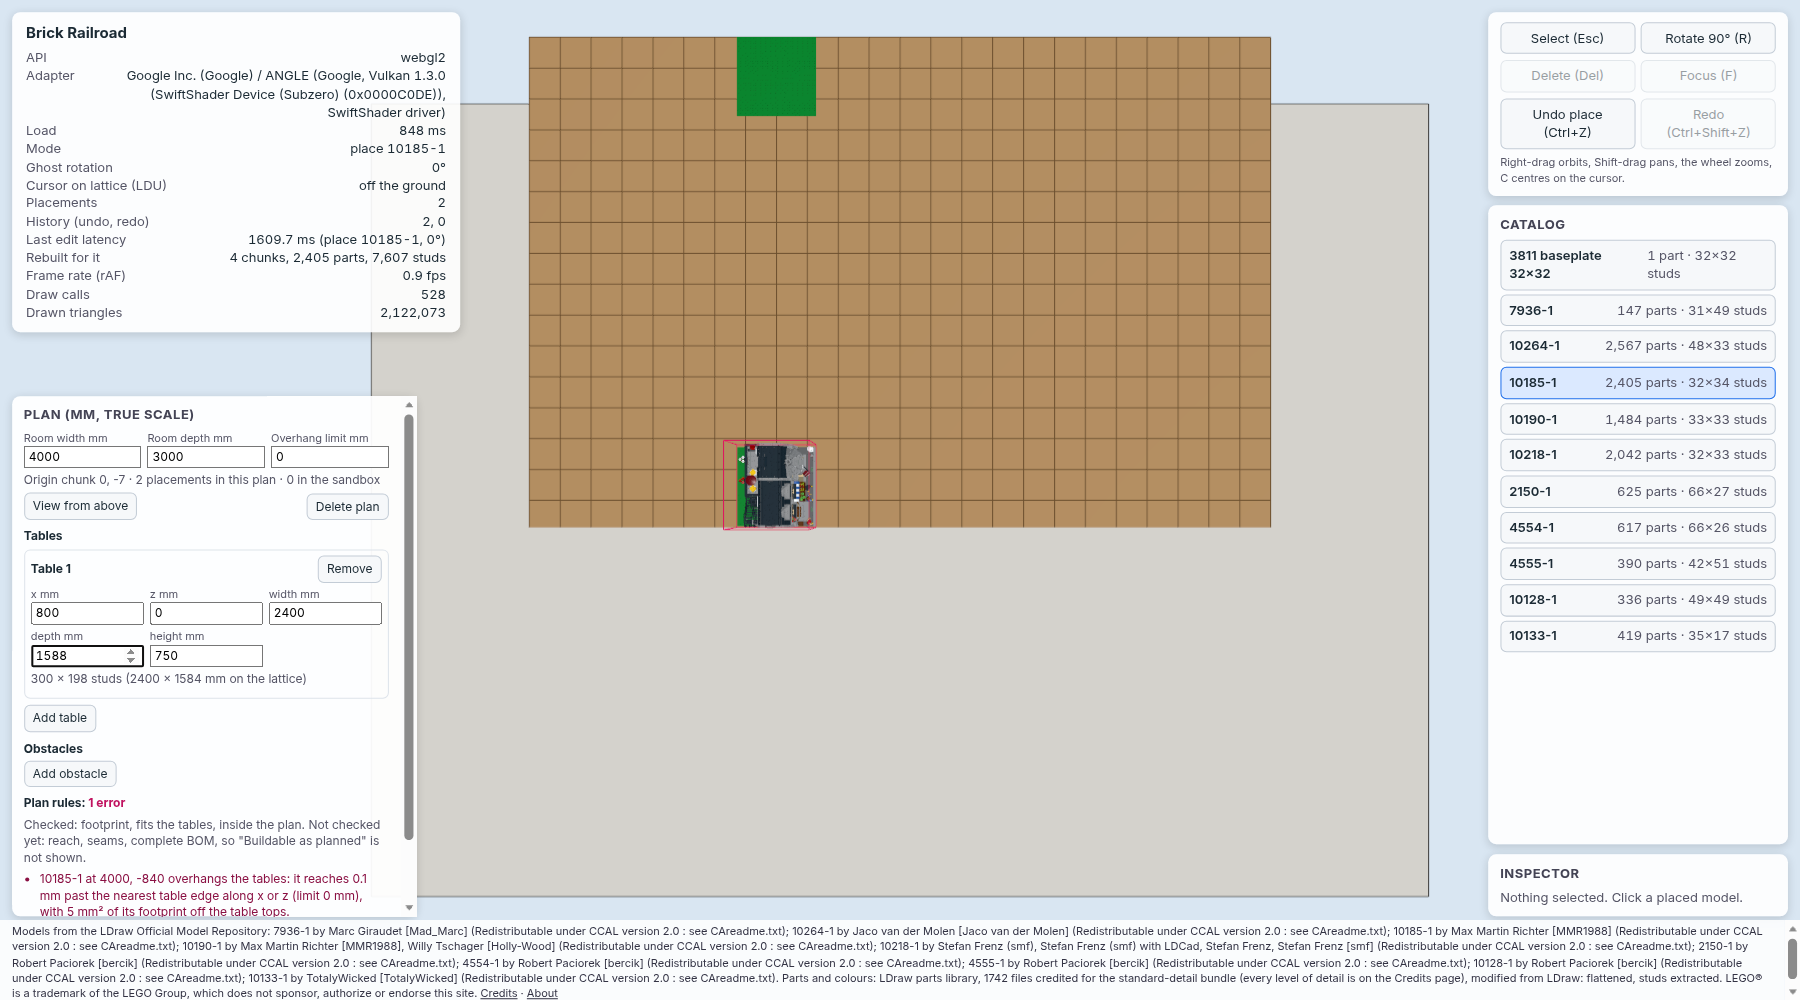 Brick Railroad
API webgl2
Adapter Google Inc. (Google) / ANGLE (Google, Vulkan 1.3.0
(SwiftShader Device (Subzero) (0x0000C0DE)),
SwiftShader driver)
Load 848 ms
Mode place 10185-1
Ghost rotation 0°
Cursor on lattice (LDU) off the ground
Placements 2
History (undo, redo) 2, 0
Last edit latency 1609.7 ms (place 10185-1, 0°)
Rebuilt for it 4 chunks, 2,405 parts, 7,607 studs
Frame rate (rAF) 0.9 fps
Draw calls 528
Drawn triangles 2,122,073
PLAN (MM, TRUE SCALE)
Room width mm Room depth mm Overhang limit mm
4000 3000 0
Origin chunk 0, -7 · 2 placements in this plan · 0 in the sandbox
View from above Delete plan
Tables
Table 1 Remove
x mm z mm width mm
800 0 2400
depth mm height mm
1588 750
300 × 198 studs (2400 × 1584 mm on the lattice)
Add table
Obstacles
Add obstacle
Plan rules: 1 error
Checked: footprint, fits the tables, inside the plan. Not checked
yet: reach, seams, complete BOM, so "Buildable as planned" is
not shown.
• 10185-1 at 4000, -840 overhangs the tables: it reaches 0.1
mm past the nearest table edge along x or z (limit 0 mm),
with 5 mm² of its footprint off the table tops.
Select (Esc) Rotate 90° (R)
Delete (Del) Focus (F)
Undo place Redo
(Ctrl+Z) (Ctrl+Shift+Z)
Right-drag orbits, Shift-drag pans, the wheel zooms,
C centres on the cursor.
CATALOG
3811 baseplate 1 part · 32×32
32×32 studs
7936-1 147 parts · 31×49 studs
10264-1 2,567 parts · 48×33 studs
10185-1 2,405 parts · 32×34 studs
10190-1 1,484 parts · 33×33 studs
10218-1 2,042 parts · 32×33 studs
2150-1 625 parts · 66×27 studs
4554-1 617 parts · 66×26 studs
4555-1 390 parts · 42×51 studs
10128-1 336 parts · 49×49 studs
10133-1 419 parts · 35×17 studs
INSPECTOR
Nothing selected. Click a placed model.
Models from the LDraw Official Model Repository: 7936-1 by Marc Giraudet [Mad_Marc] (Redistributable under CCAL version 2.0 : see CAreadme.txt); 10264-1 by Jaco van der Molen [Jaco van der Molen] (Redistributable under CCAL version 2.0 : see CAreadme.txt); 10185-1 by Max Martin Richter [MMR1988] (Redistributable under CCAL
version 2.0 : see CAreadme.txt); 10190-1 by Max Martin Richter [MMR1988], Willy Tschager [Holly-Wood] (Redistributable under CCAL version 2.0 : see CAreadme.txt); 10218-1 by Stefan Frenz (smf), Stefan Frenz (smf) with LDCad, Stefan Frenz, Stefan Frenz [smf] (Redistributable under CCAL version 2.0 : see CAreadme.txt); 2150-1 by
Robert Paciorek [bercik] (Redistributable under CCAL version 2.0 : see CAreadme.txt); 4554-1 by Robert Paciorek [bercik] (Redistributable under CCAL version 2.0 : see CAreadme.txt); 4555-1 by Robert Paciorek [bercik] (Redistributable under CCAL version 2.0 : see CAreadme.txt); 10128-1 by Robert Paciorek [bercik] (Redistributable
under CCAL version 2.0 : see CAreadme.txt); 10133-1 by TotalyWicked [TotalyWicked] (Redistributable under CCAL version 2.0 : see CAreadme.txt). Parts and colours: LDraw parts library, 1742 files credited for the standard-detail bundle (every level of detail is on the Credits page), modified from LDraw: flattened, studs extracted. LEGO®
is a trademark of the LEGO Group, which does not sponsor, authorize or endorse this site. Credits · About